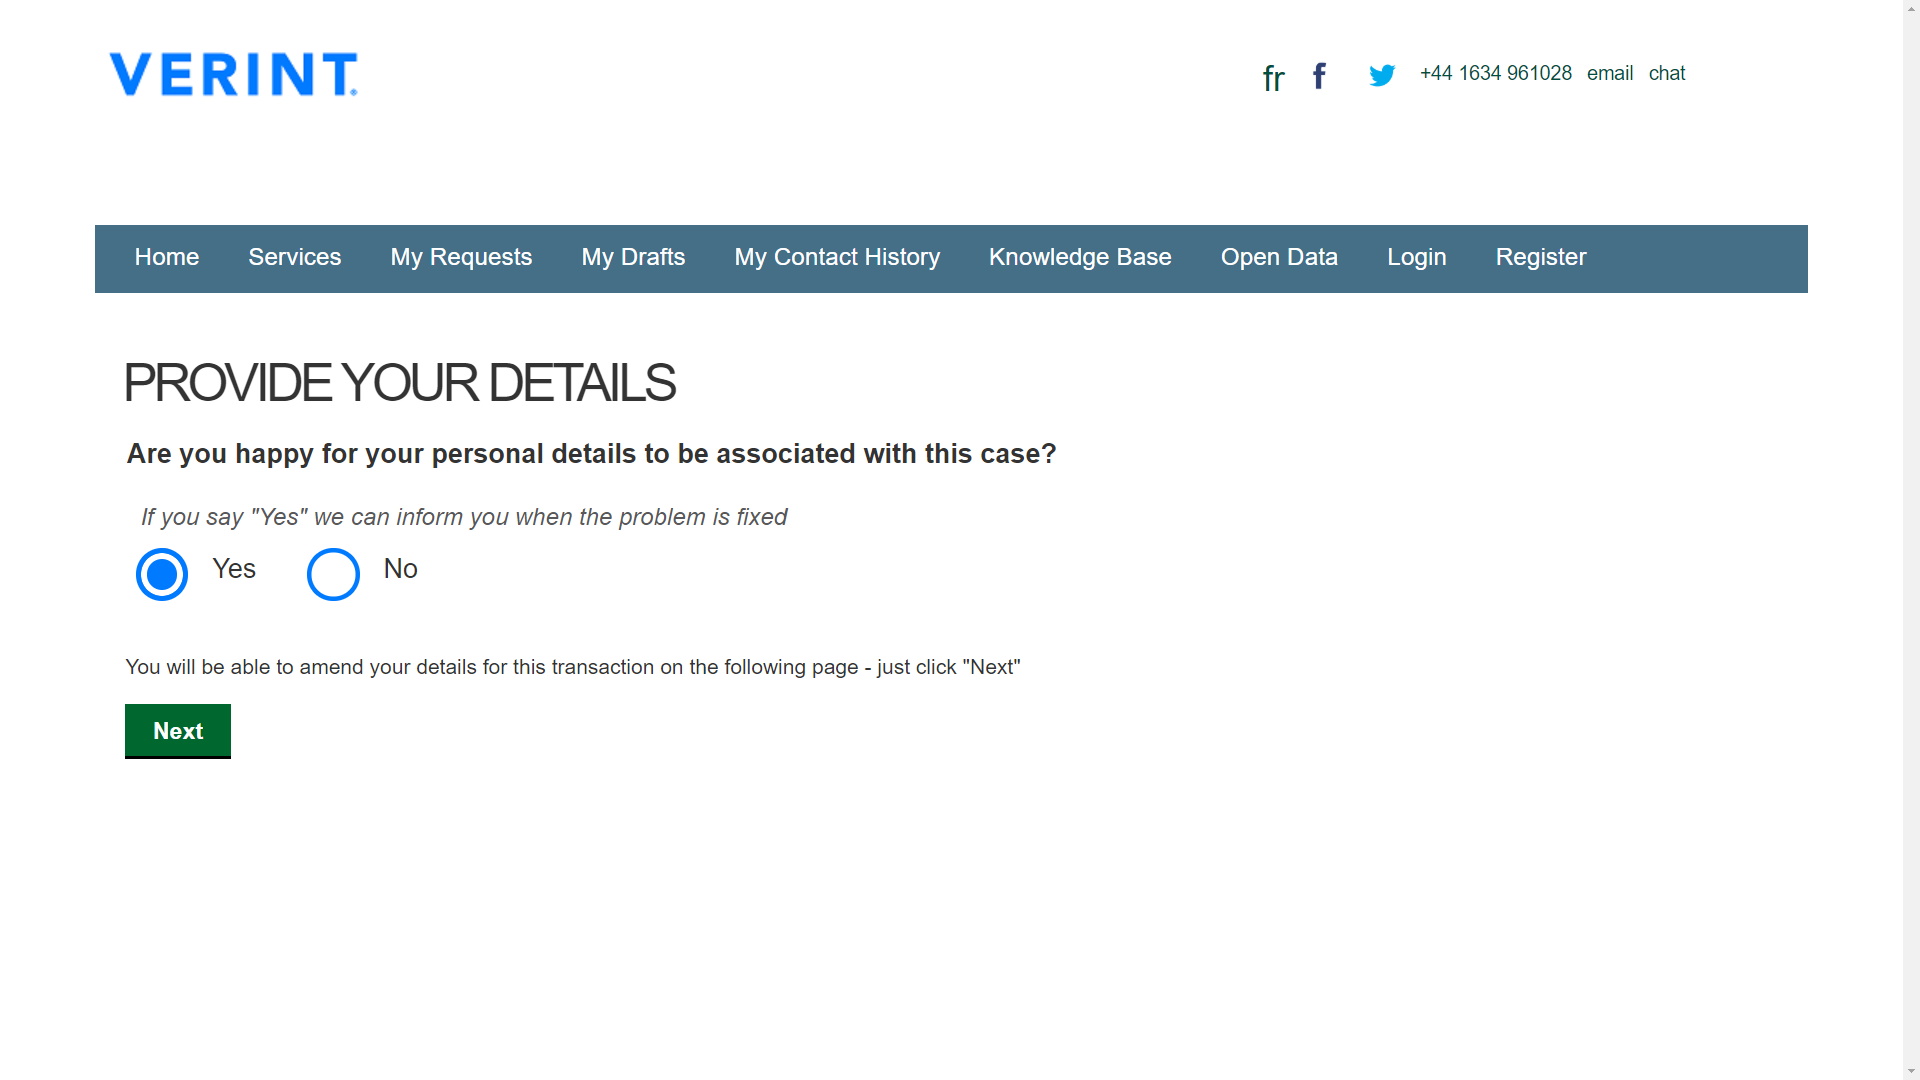 VERINT
fr
f
+44 1634 961028 email chat
Home Services My Requests My Drafts My Contact History Knowledge Base Open Data Login Register
PROVIDE YOUR DETAILS
Are you happy for your personal details to be associated with this case?
If you say "Yes" we can inform you when the problem is fixed
Yes No
You will be able to amend your details for this transaction on the following page - just click "Next"
Next